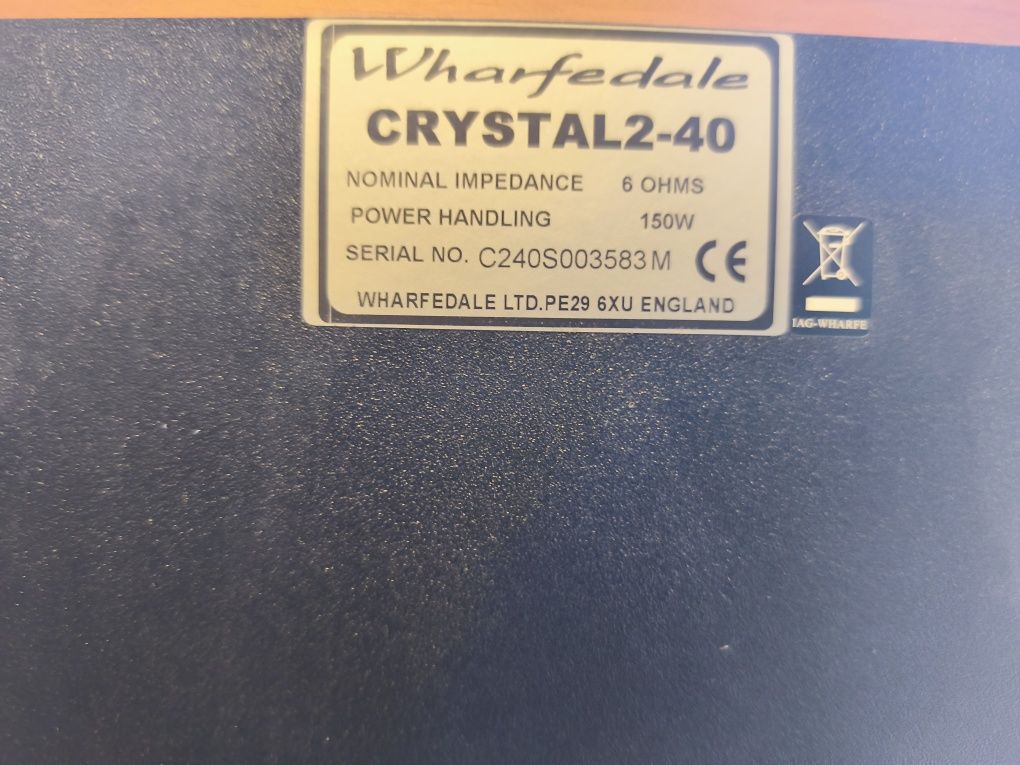 Wharfedale
CRYSTAL2-40
NOMINAL IMPEDANCE 6 OHMS
POWER HANDLING 150W
SERIAL NO. C240S003583M CE
WHARFEDALE LTD.PE29 6XU ENGLAND
IAG-WHARFE